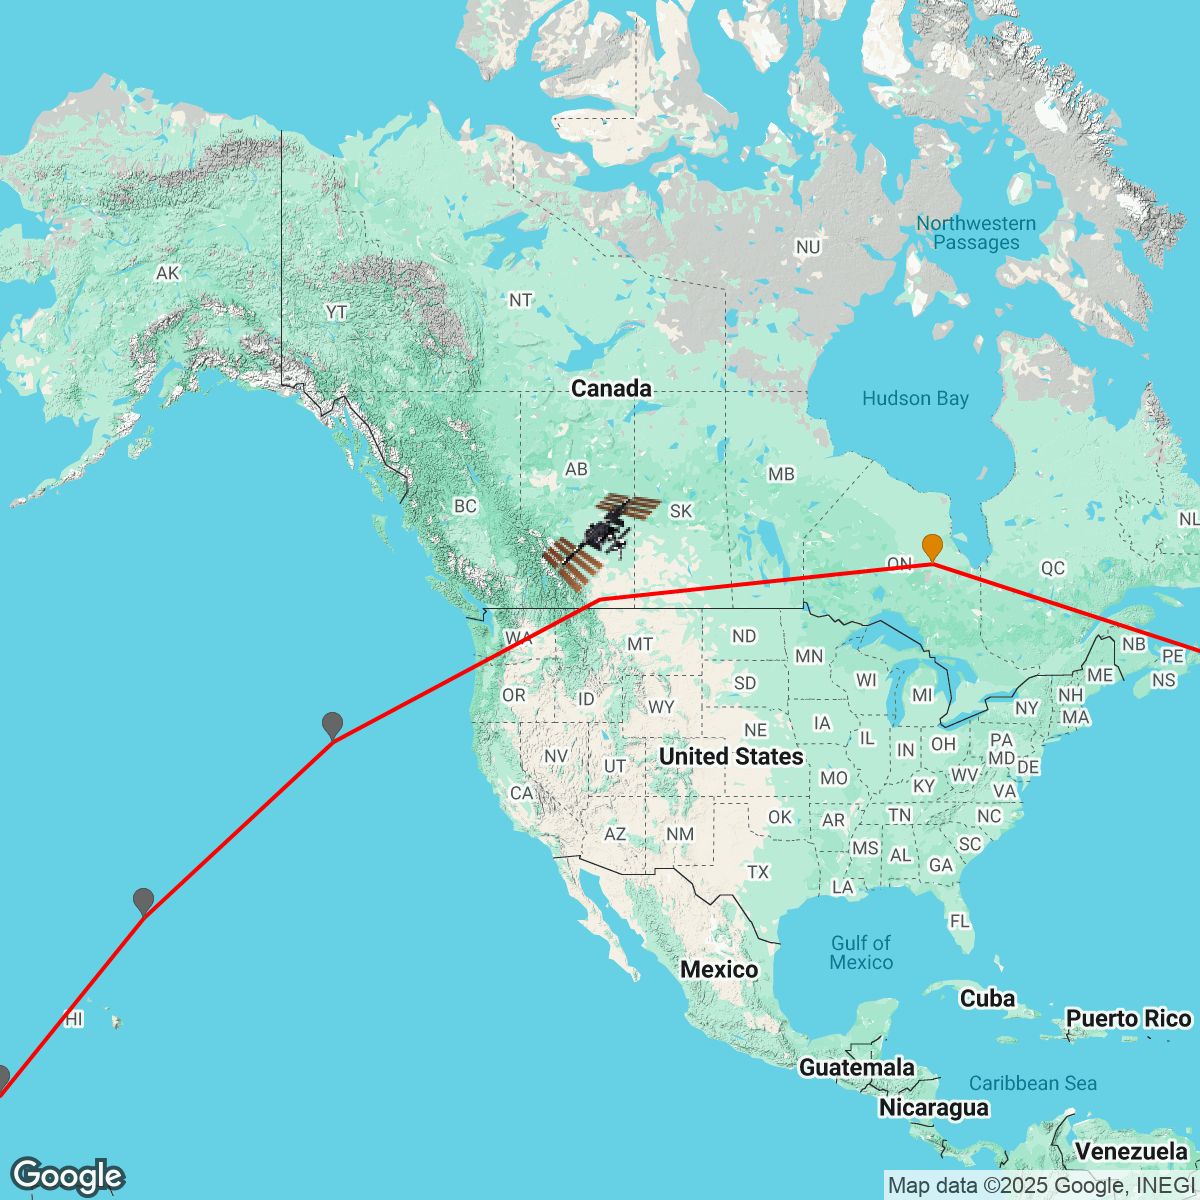 Northwestern
Passages
NU
AK
NT
YT
Canada
Hudson Bay
AB
MB
BC
SK
NL
ON
QC
WA
MT
ND
MN
NB
PE
OR
ID
WY
SD
WI
MI
ME
NS
NH
NY
MA
NV
UT
NE
IA
IL
IN
OH
PA
MD
DE
United States
CA
MO
KY
WV
VA
AZ
NM
OK
AR
TN
NC
MS
AL
SC
GA
TX
LA
FL
Gulf of
Mexico
Mexico
Cuba
HI
Puerto Rico
Guatemala
Caribbean Sea
Nicaragua
Venezuela
Google
Map data ©2025 Google, INEGI